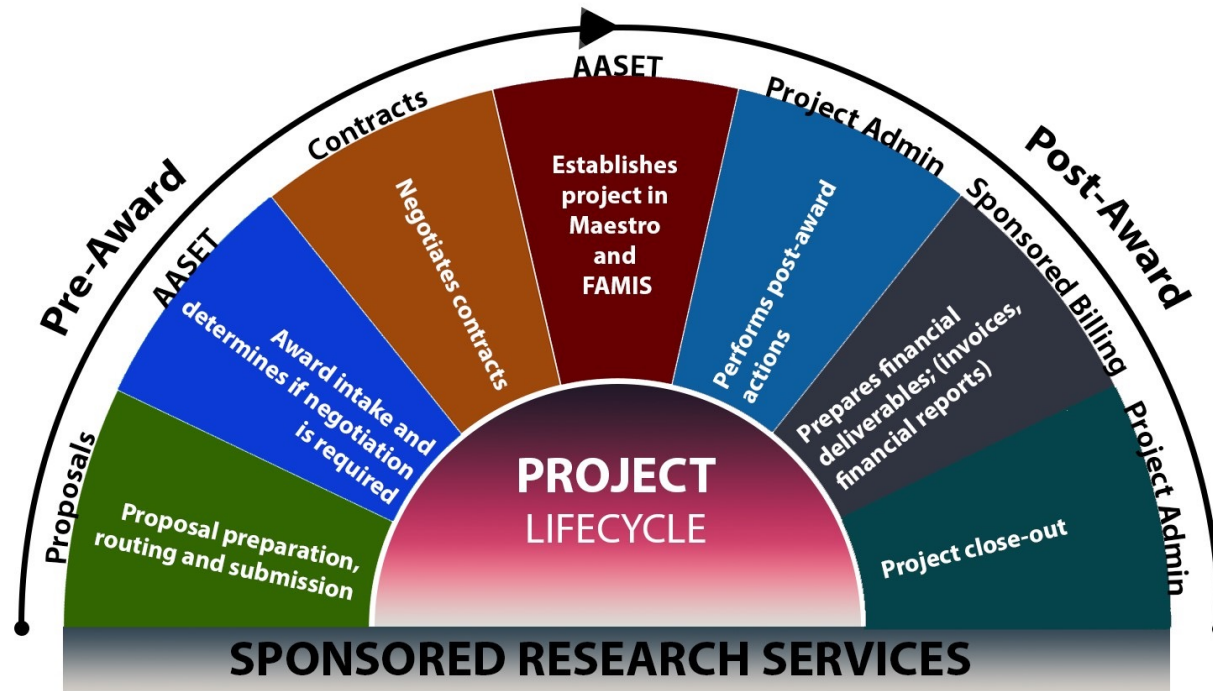 Pre-Award
Post-Award
Proposals
Proposal preparation,
routing and submission
AASET
Award intake and
determines if negotiation
is required
Contracts
Negotiates contracts
AASET
Establishes
project in
Maestro
and
FAMIS
Project Admin
Performs post-award
actions
Sponsored Billing
Prepares financial
deliverables; (invoices,
financial reports)
Project Admin
Project close-out
PROJECT
LIFECYCLE
SPONSORED RESEARCH SERVICES